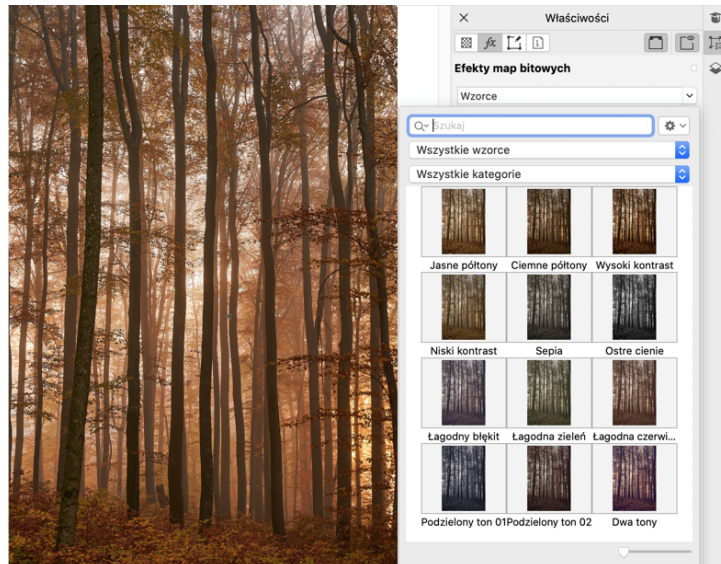 Właściwości
fx
Efekty map bitowych
Wzorce
Szukaj
Wszystkie wzorce
Wszystkie kategorie
Jasne półtony Ciemne półtony Wysoki kontrast
Niski kontrast Sepia Ostre cienie
Łagodny błękit Łagodna zieleń Łagodna czerwi...
Podzielony ton 01 Podzielony ton 02 Dwa tony